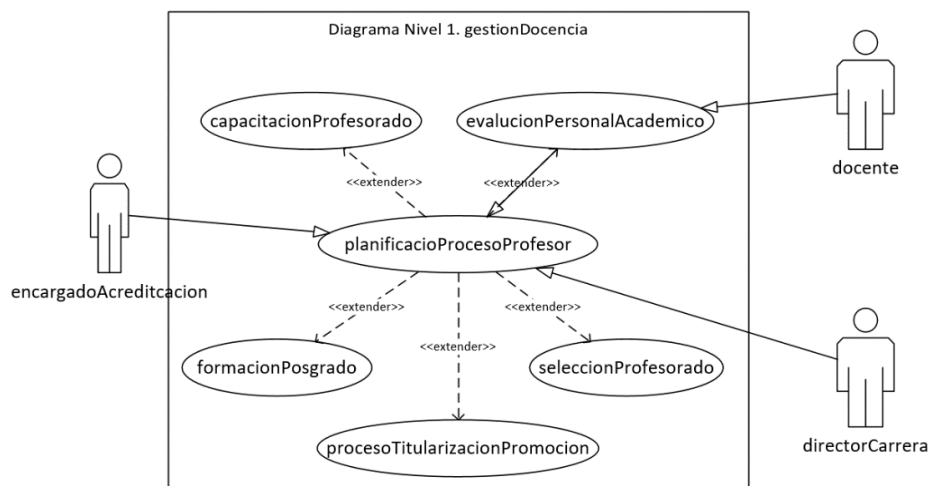 Diagrama Nivel 1. gestionDocencia
capacitacionProfesorado
evalucionPersonalAcademico
docente
<<extender>>
<<extender>>
planificacioProcesoProfesor
encargadoAcreditcacion
<<extender>>
<<extender>>
<<extender>>
formacionPosgrado
seleccionProfesorado
procesoTitularizacionPromocion
directorCarrera